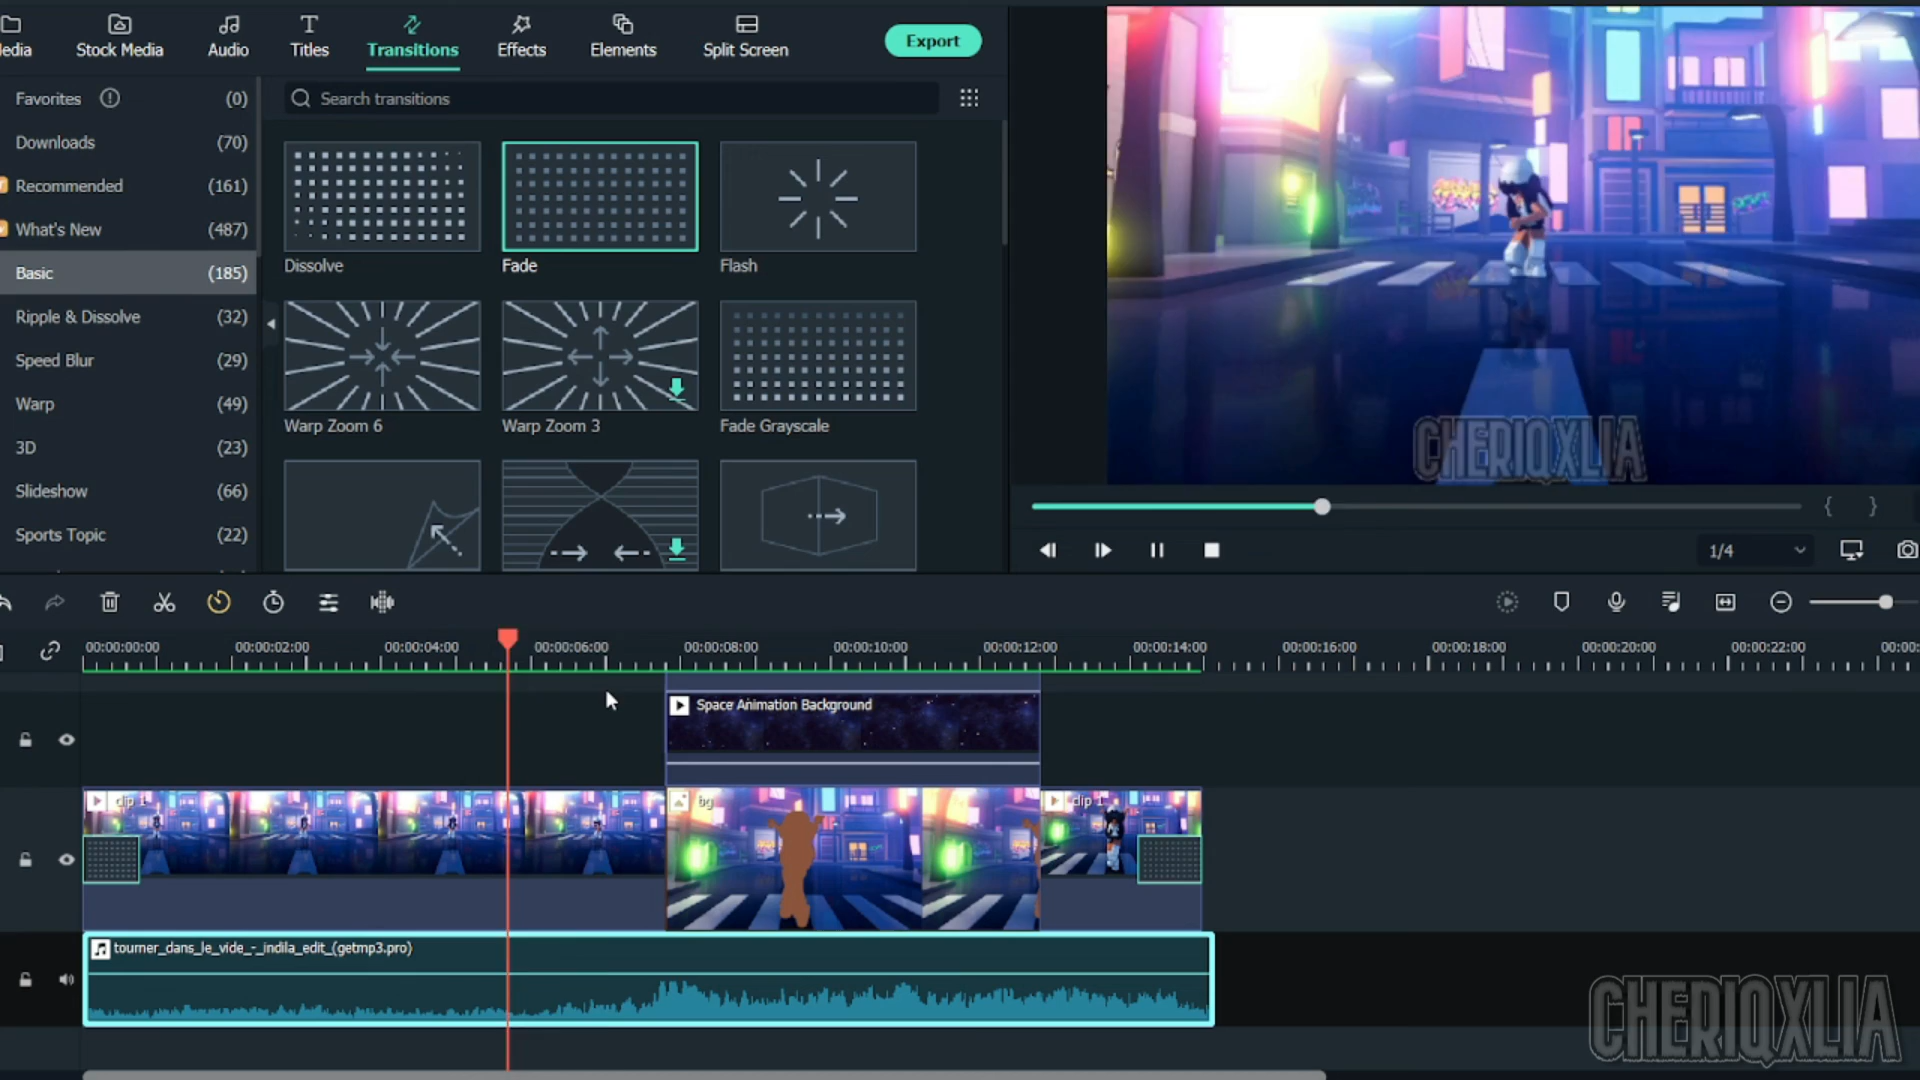 Stock Media
Audio
Titles
Transitions
Effects
Elements
Split Screen
Export
Favorites (0)
Search transitions
Downloads (70)
Recommended (161)
What's New (487)
Basic (185)
Ripple & Dissolve (32)
Speed Blur (29)
Warp (49)
3D (23)
Slideshow (66)
Sports Topic (22)
Dissolve
Fade
Flash
Warp Zoom 6
Warp Zoom 3
Fade Grayscale
CHERIQXLIA
1/4
00:00:00:00
00:00:02:00
00:00:04:00
00:00:06:00
00:00:08:00
00:00:10:00
00:00:12:00
00:00:14:00
00:00:16:00
00:00:18:00
00:00:20:00
00:00:22:00
Space Animation Background
clip 1
bg
clip 1
tourner_dans_le_vide_-_indila_edit_(getmp3.pro)
CHERIQXLIA